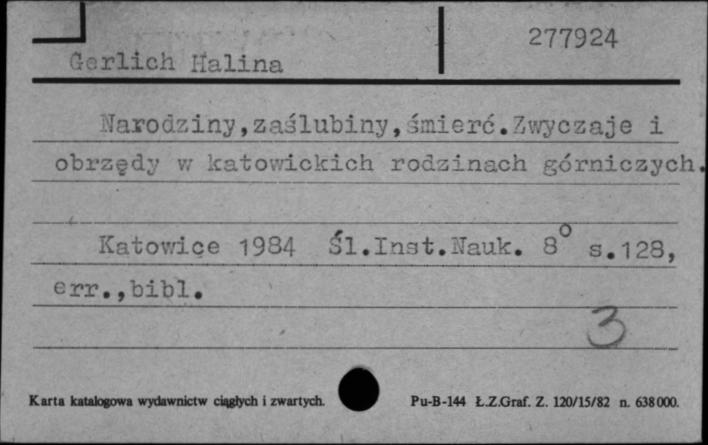 277924
Gerlich Halina
Narodziny,zaślubiny,śmierć.Zwyczaje i
obrzędy w katowickich rodzinach górniczych.
Katowice 1984 Śl.Inst.Nauk. 8° s.128,
err.,bibl.
3
Karta katalogowa wydawnictw ciągłych i zwartych. Pu-B-144 Ł.Z.Graf. Z. 120/15/82 n. 638000.